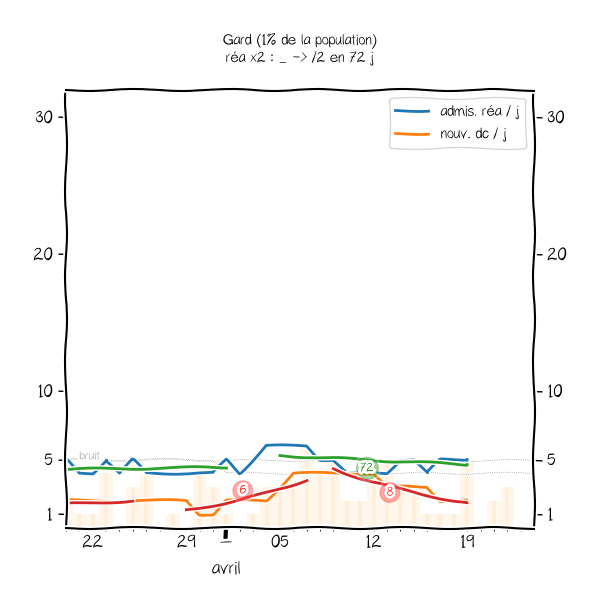 Gard (1% de la population)
réa x2 : _ -> /2 en 72 j
admis. réa / j
nouv. dc / j
30 30
20 20
10 10
5 ... bruit 5
72
6 8
1 1
22 29 05 12 19
avril